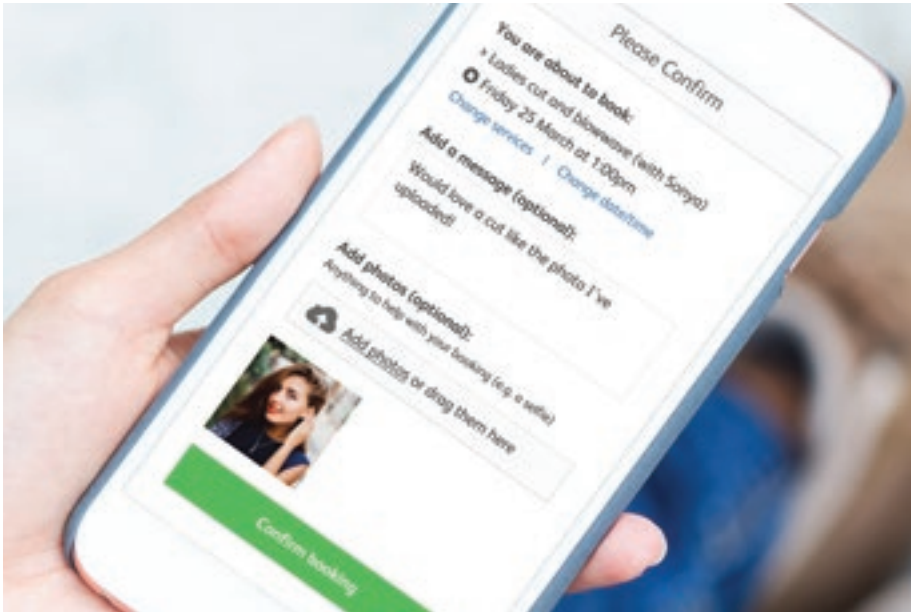 Please Confirm
You are about to book:
› Ladies cut and blowwave (with Sonya)
Friday 25 March at 1:00pm
Change services / Change date/time
Add a message (optional):
Would love a cut like the photo I've
uploaded!
Add photos (optional):
Anything to help with your booking (e.g. a selfie)
Add photos or drag them here
Confirm booking